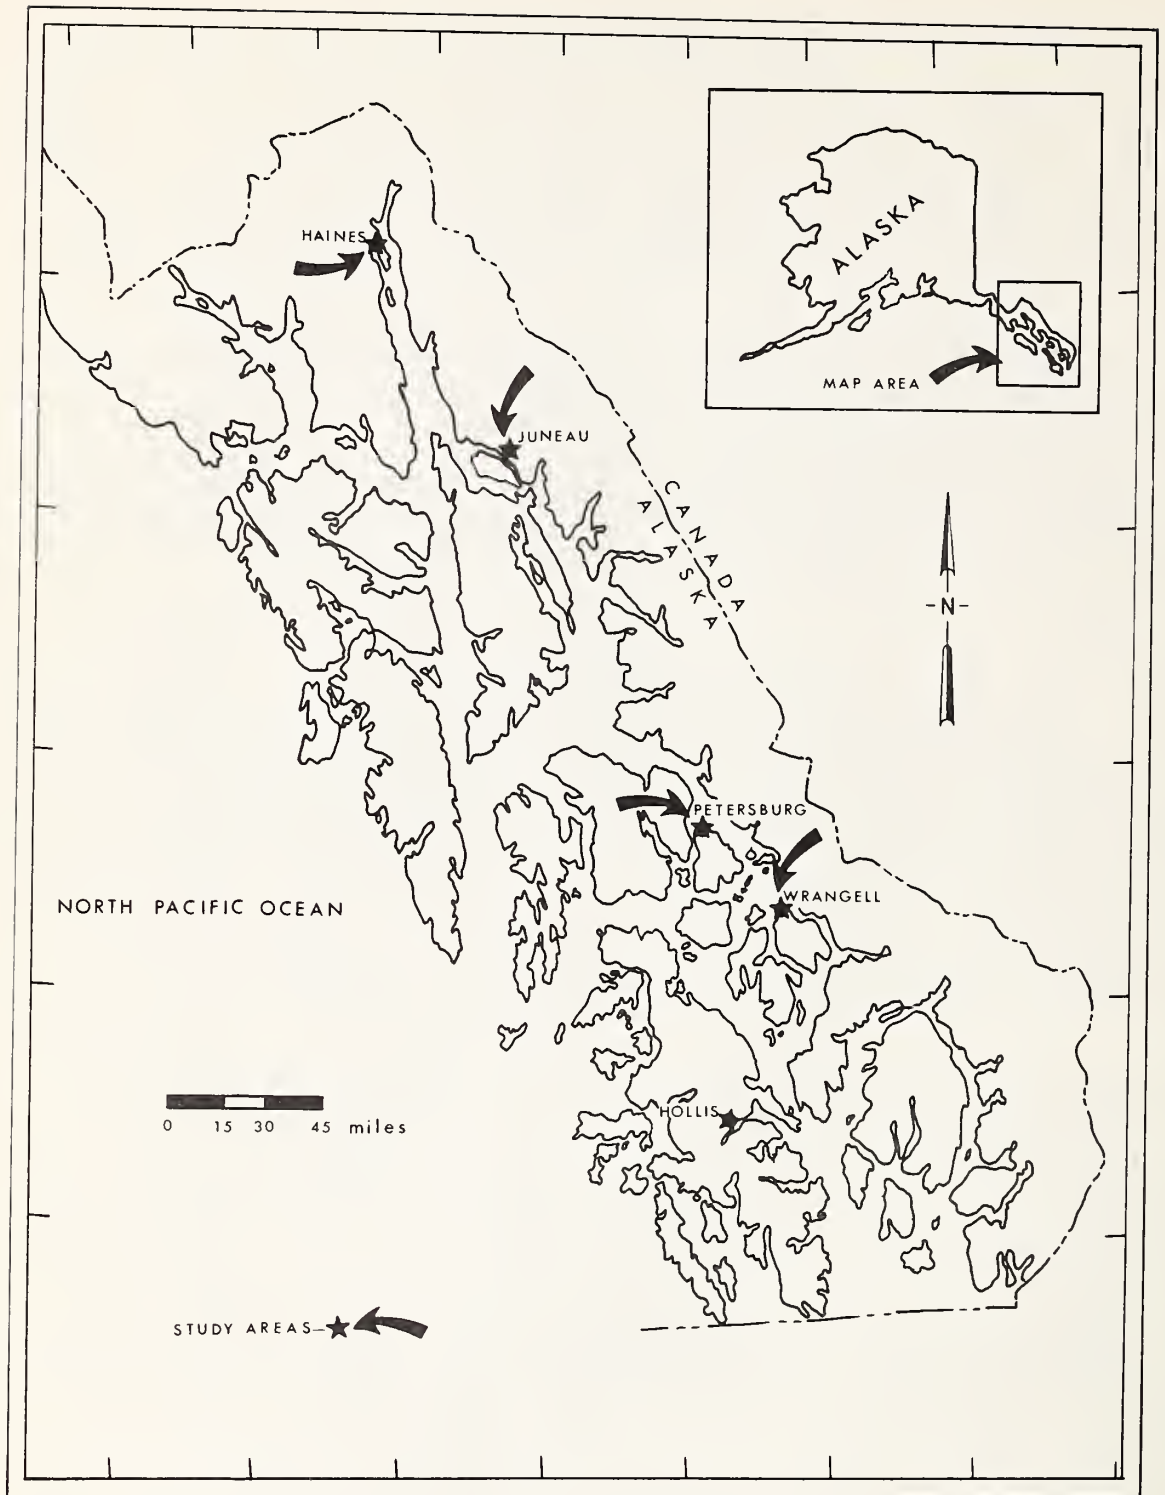 HAINES
ALASKA
MAP AREA
JUNEAU
CANADA
ALASKA
-N-
PETERSBURG
WRANGELL
NORTH PACIFIC OCEAN
HOLLIS
0 15 30 45 miles
STUDY AREAS